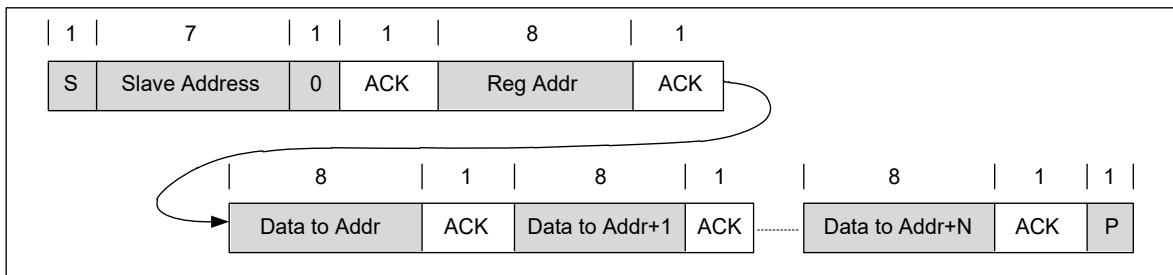 1 7 1 1 8 1
S Slave Address 0 ACK Reg Addr ACK
8 1 8 1 8 1 1
Data to Addr ACK Data to Addr+1 ACK Data to Addr+N ACK P